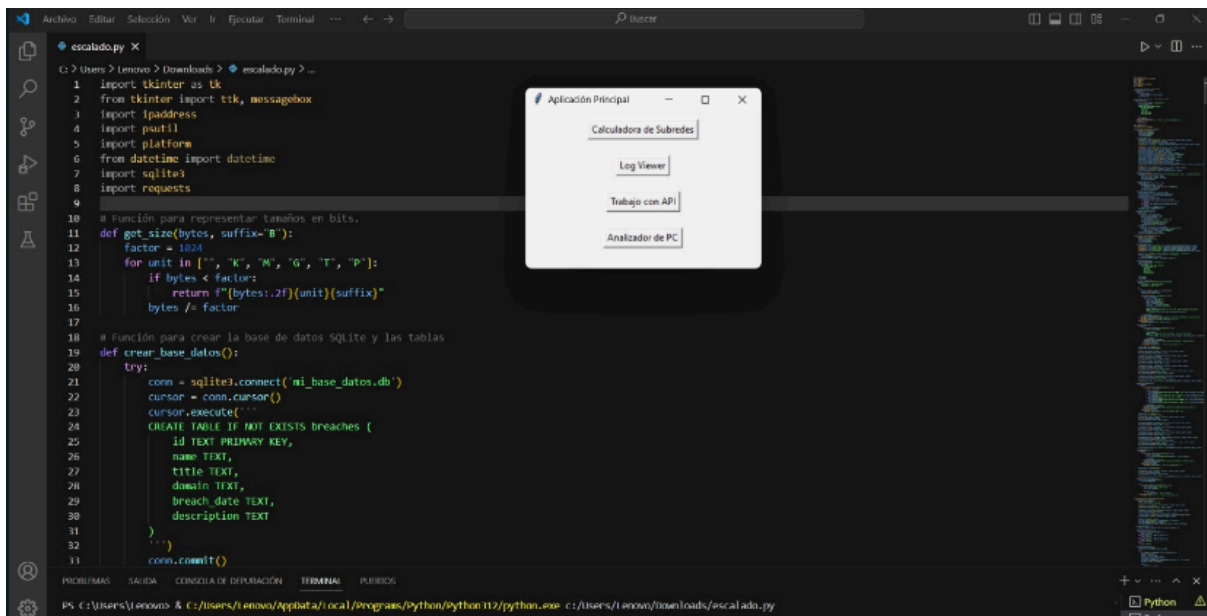 Archivo Editar Selección Ver Ir Ejecutar Terminal ··· ← →
Buscar
escalado.py
C: > Users > Lenovo > Downloads > escalado.py > ...
1 import tkinter as tk
2 from tkinter import ttk, messagebox
3 import ipaddress
4 import psutil
5 import platform
6 from datetime import datetime
7 import sqlite3
8 import requests
9
10 # Función para representar tamaños en bits.
11 def get_size(bytes, suffix="B"):
12 factor = 1024
13 for unit in ["", "K", "M", "G", "T", "P"]:
14 if bytes < factor:
15 return f"{bytes:.2f}{unit}{suffix}"
16 bytes /= factor
17
18 # Función para crear la base de datos SQLite y las tablas
19 def crear_base_datos():
20 try:
21 conn = sqlite3.connect('mi_base_datos.db')
22 cursor = conn.cursor()
23 cursor.execute('''
24 CREATE TABLE IF NOT EXISTS breaches (
25 id TEXT PRIMARY KEY,
26 name TEXT,
27 title TEXT,
28 domain TEXT,
29 breach_date TEXT,
30 description TEXT
31 )
32 ''')
33 conn.commit()
Aplicación Principal
Calculadora de Subredes
Log Viewer
Trabajo con API
Analizador de PC
PROBLEMAS SALIDA CONSOLA DE DEPURACIÓN TERMINAL PUERTOS
PS C:\Users\Lenovo> & C:/Users/Lenovo/AppData/Local/Programs/Python/Python312/python.exe c:/Users/Lenovo/Downloads/escalado.py
Python